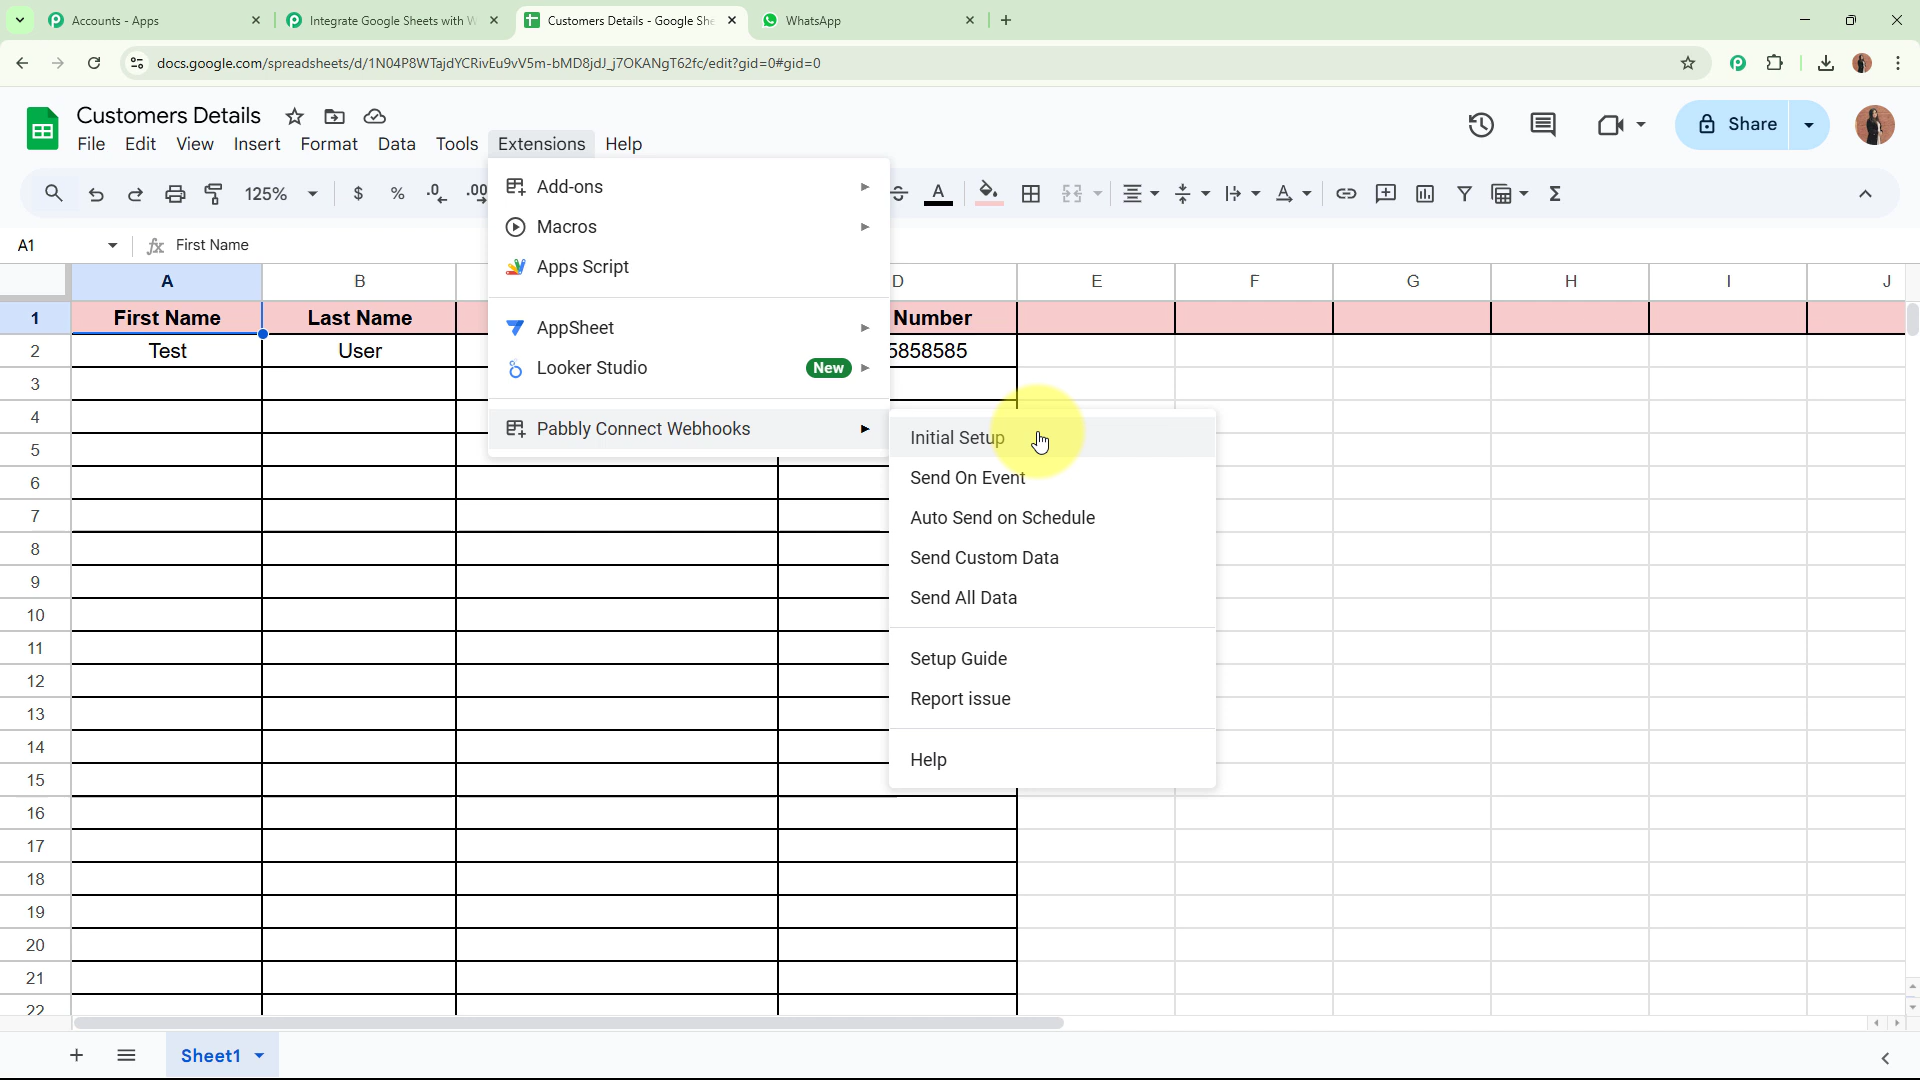 Accounts - Apps
Integrate Google Sheets with W
Customers Details - Google She
WhatsApp
docs.google.com/spreadsheets/d/1N04P8WTajdYCRivEu9vV5m-bMD8jdJ_j7OKANgT62fc/edit?gid=0#gid=0
Customers Details
File Edit View Insert Format Data Tools Extensions Help
Share
125% $ % .0 .00
A1 fx First Name
Add-ons
Macros
Apps Script
AppSheet
Looker Studio New
Pabbly Connect Webhooks
Initial Setup
Send On Event
Auto Send on Schedule
Send Custom Data
Send All Data
Setup Guide
Report issue
Help
A B D E F G H I J
1 First Name Last Name Number
2 Test User 5858585
3
4
5
6
7
8
9
10
11
12
13
14
15
16
17
18
19
20
21
22
Sheet1